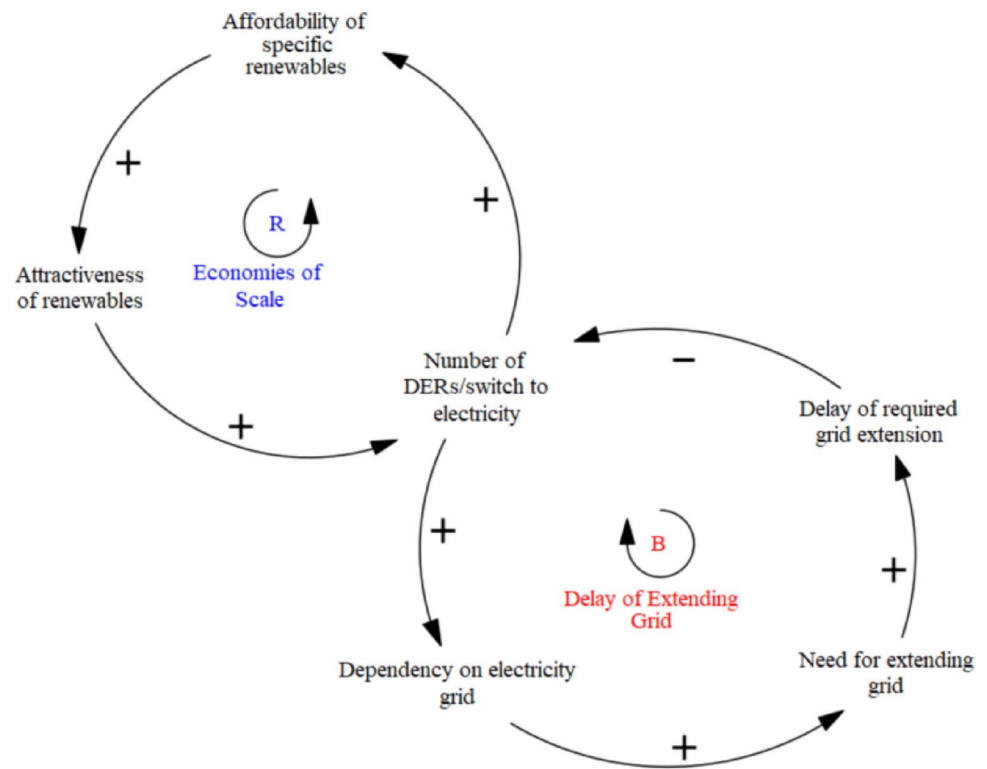 Affordability of
specific
renewables
+
+
R
Economies of
Scale
Attractiveness
of renewables
+
Number of
DERs/switch to
electricity
−
Delay of required
grid extension
+
B
Delay of Extending
Grid
+
Dependency on electricity
grid
Need for extending
grid
+